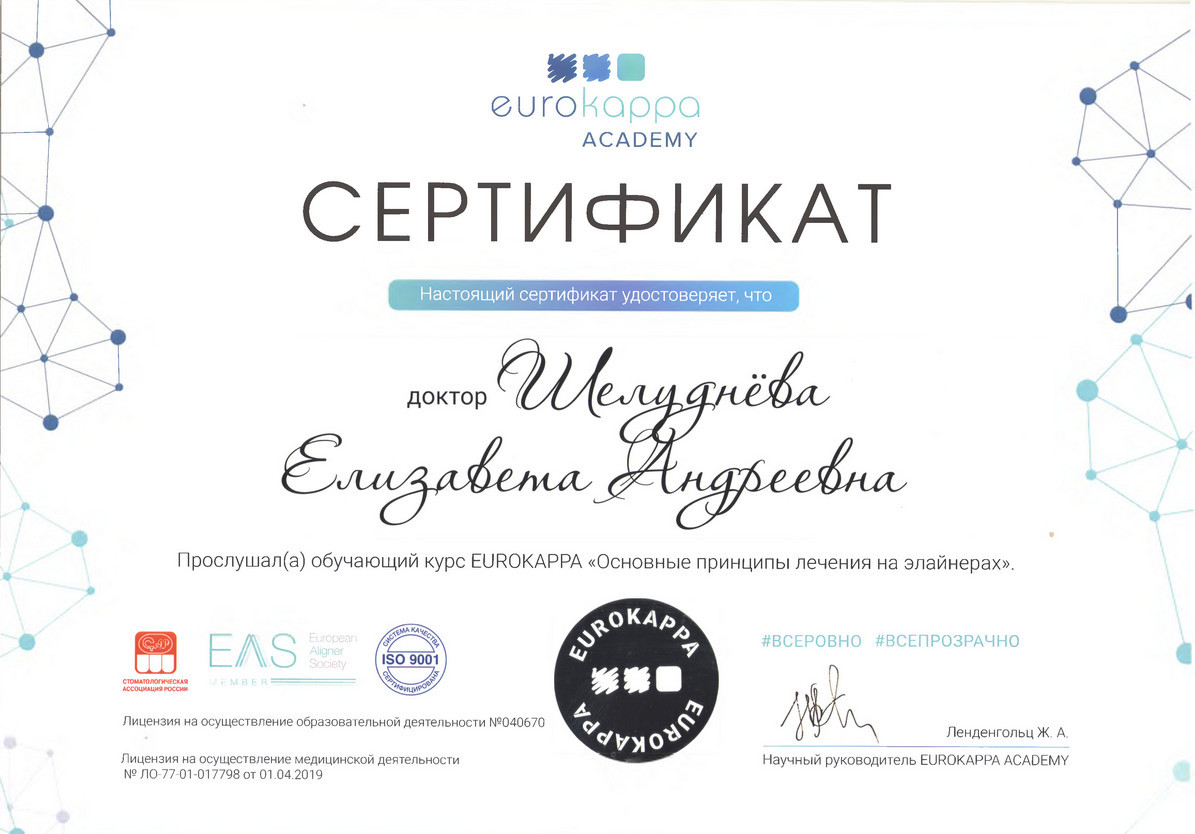 eurokappa
ACADEMY
СЕРТИФИКАТ
Настоящий сертификат удостоверяет, что
доктор Шелуднёва
Елизавета Андреевна
Прослушал(а) обучающий курс EUROKAPPA «Основные принципы лечения на элайнерах».
СТОМАТОЛОГИЧЕСКАЯ
АССОЦИАЦИЯ РОССИИ
EAS
European
Aligner
Society
MEMBER
СИСТЕМА КАЧЕСТВА
ISO 9001
СЕРТИФИЦИРОВАНА
EUROKAPPA
EUROKAPPA
#ВСЕРОВНО #ВСЕПРОЗРАЧНО
Лицензия на осуществление образовательной деятельности №040670
Лицензия на осуществление медицинской деятельности
№ ЛО-77-01-017798 от 01.04.2019
Ленденгольц Ж. А.
Научный руководитель EUROKAPPA ACADEMY